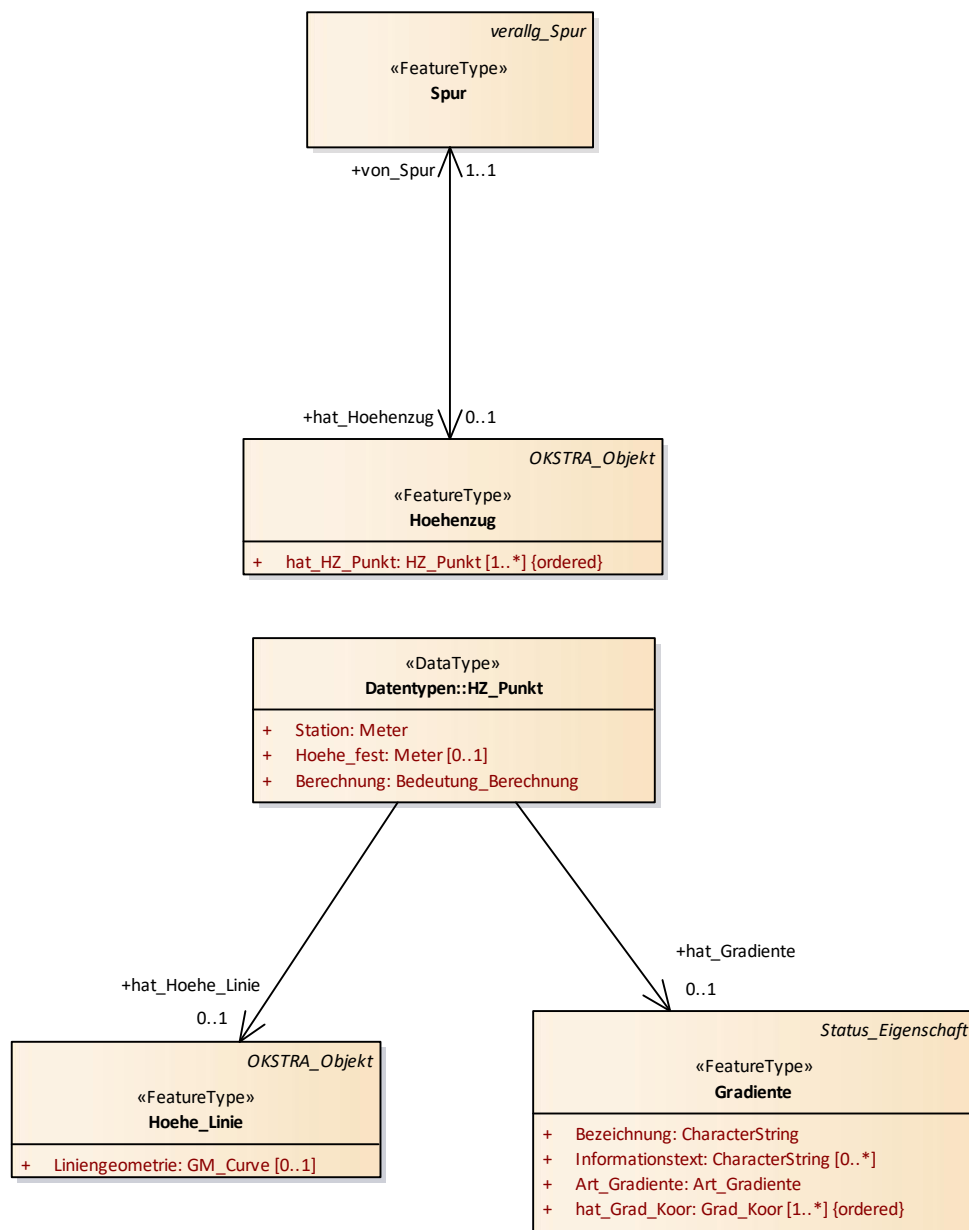 verallg_Spur
«FeatureType»
Spur
+von_Spur 1..1
+hat_Hoehenzug 0..1
OKSTRA_Objekt
«FeatureType»
Hoehenzug
+ hat_HZ_Punkt: HZ_Punkt [1..*] {ordered}
«DataType»
Datentypen::HZ_Punkt
+ Station: Meter
+ Hoehe_fest: Meter [0..1]
+ Berechnung: Bedeutung_Berechnung
+hat_Hoehe_Linie
0..1
+hat_Gradiente
0..1
OKSTRA_Objekt
«FeatureType»
Hoehe_Linie
+ Liniengeometrie: GM_Curve [0..1]
Status_Eigenschaft
«FeatureType»
Gradiente
+ Bezeichnung: CharacterString
+ Informationstext: CharacterString [0..*]
+ Art_Gradiente: Art_Gradiente
+ hat_Grad_Koor: Grad_Koor [1..*] {ordered}